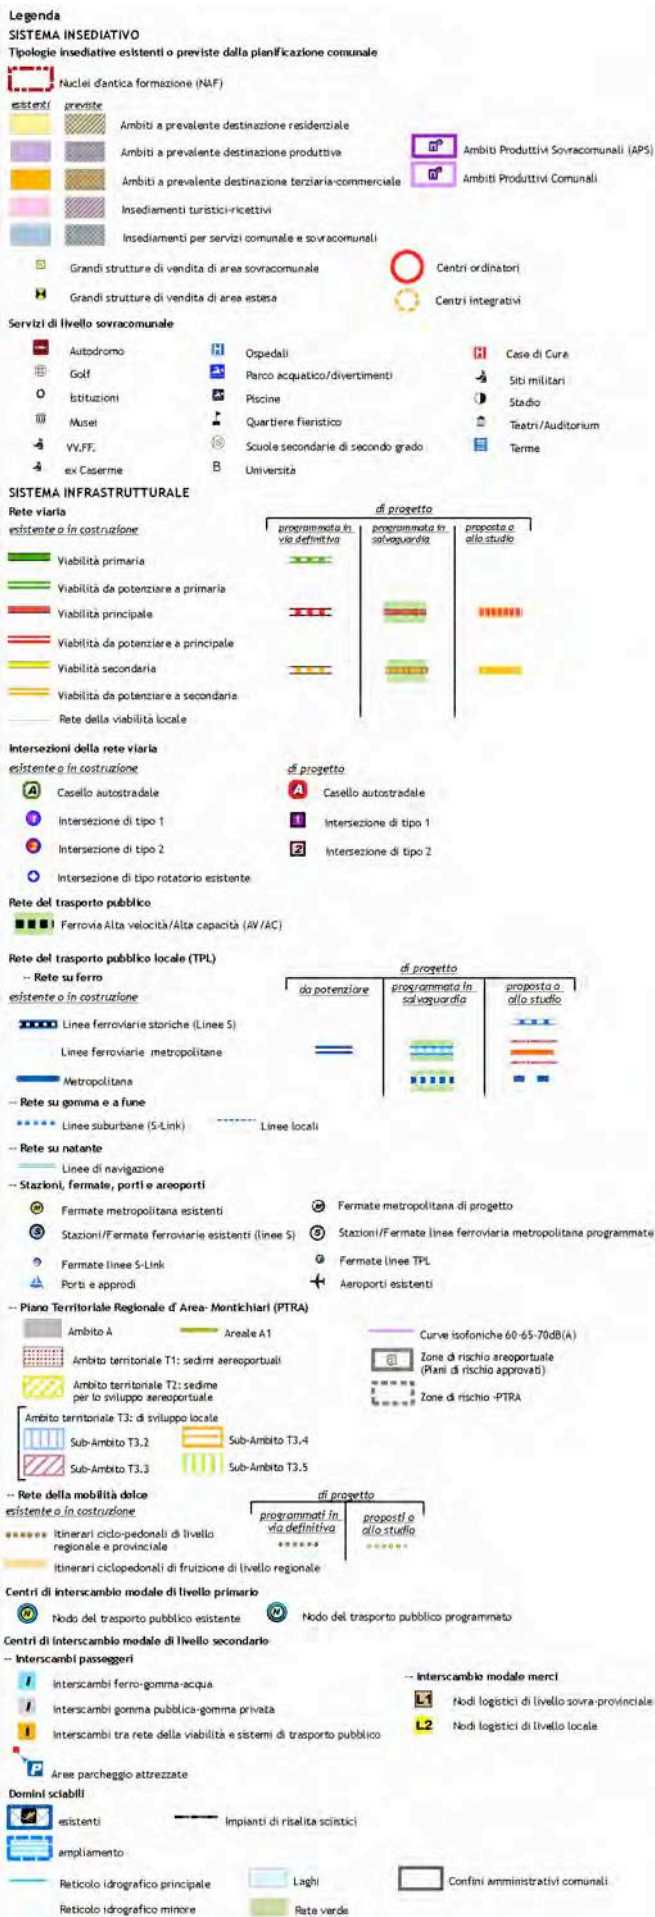 Legenda
SISTEMA INSEDIATIVO
Tipologie insediative esistenti o previste dalla planificazione comunale
Nuclei d'antica formazione (NAF)
esistenti previste
Ambiti a prevalente destinazione residenziale
Ambiti a prevalente destinazione produttiva
Ambiti Produttivi Sovracomunali (APS)
Ambiti a prevalente destinazione terziaria-commerciale
Ambiti Produttivi Comunali
Insediamenti turistici-ricettivi
Insediamenti per servizi comunale e sovracomunali
Grandi strutture di vendita di area sovracomunale
Centri ordinatori
Grandi strutture di vendita di area estesa
Centri integrativi
Servizi di livello sovracomunale
Autodromo
H Ospedali
H Case di Cura
Golf
Parco acquatico/divertimenti
Siti militari
Istituzioni
Piscine
Stadio
Musei
Quartiere fieristico
Teatri/Auditorium
VV.FF.
Scuole secondarie di secondo grado
Terme
ex Caserme
B Università
SISTEMA INFRASTRUTTURALE
Rete viaria
di progetto
esistente o in costruzione
programmata in via definitiva
programmata in salvaguardia
proposta o allo studio
Viabilità primaria
Viabilità da potenziare a primaria
Viabilità principale
Viabilità da potenziare a principale
Viabilità secondaria
Viabilità da potenziare a secondaria
Rete della viabilità locale
Intersezioni della rete viaria
esistente o in costruzione
di progetto
A Casello autostradale
A Casello autostradale
1 Intersezione di tipo 1
1 Intersezione di tipo 1
2 Intersezione di tipo 2
2 Intersezione di tipo 2
Intersezione di tipo rotatorio esistente
Rete del trasporto pubblico
Ferrovia Alta velocità/Alta capacità (AV/AC)
Rete del trasporto pubblico locale (TPL)
di progetto
-- Rete su ferro
esistente o in costruzione
da potenziare
programmata in salvaguardia
proposta o allo studio
Linee ferroviarie storiche (Linee S)
Linee ferroviarie metropolitane
Metropolitana
-- Rete su gomma e a fune
Linee suburbane (S-Link)
Linee locali
-- Rete su natante
Linee di navigazione
-- Stazioni, fermate, porti e areoporti
M Fermate metropolitana esistenti
M Fermate metropolitana di progetto
S Stazioni/Fermate ferroviarie esistenti (linee S)
S Stazioni/Fermate linea ferroviaria metropolitana programmate
Fermate linee S-Link
Fermate linee TPL
Porti e approdi
Aeroporti esistenti
-- Piano Territoriale Regionale d'Area- Montichiari (PTRA)
Ambito A
Areale A1
Curve isofoniche 60-65-70dB(A)
Ambito territoriale T1: sedimi aereoportuali
Zone di rischio areoportuale
(Piani di rischio approvati)
Ambito territoriale T2: sedime
per lo sviluppo aereoportuale
Zone di rischio -PTRA
Ambito territoriale T3: di sviluppo locale
Sub-Ambito T3.2
Sub-Ambito T3.4
Sub-Ambito T3.3
Sub-Ambito T3.5
-- Rete della mobilità dolce
di progetto
esistente o in costruzione
programmati in via definitiva
proposti o allo studio
Itinerari ciclo-pedonali di livello
regionale e provinciale
Itinerari ciclopedonali di fruizione di livello regionale
Centri di interscambio modale di livello primario
N Nodo del trasporto pubblico esistente
N Nodo del trasporto pubblico programmato
Centri di interscambio modale di livello secondario
-- Interscambi passeggeri
-- Interscambio modale merci
I Interscambi ferro-gomma-acqua
L1 Nodi logistici di livello sovra-provinciale
I Interscambi gomma pubblica-gomma privata
L2 Nodi logistici di livello locale
I Interscambi tra rete della viabilità e sistemi di trasporto pubblico
P Aree parcheggio attrezzate
Domini sciabili
esistenti
Impianti di risalita sciistici
ampliamento
Reticolo idrografico principale
Laghi
Confini amministrativi comunali
Reticolo idrografico minore
Rete verde